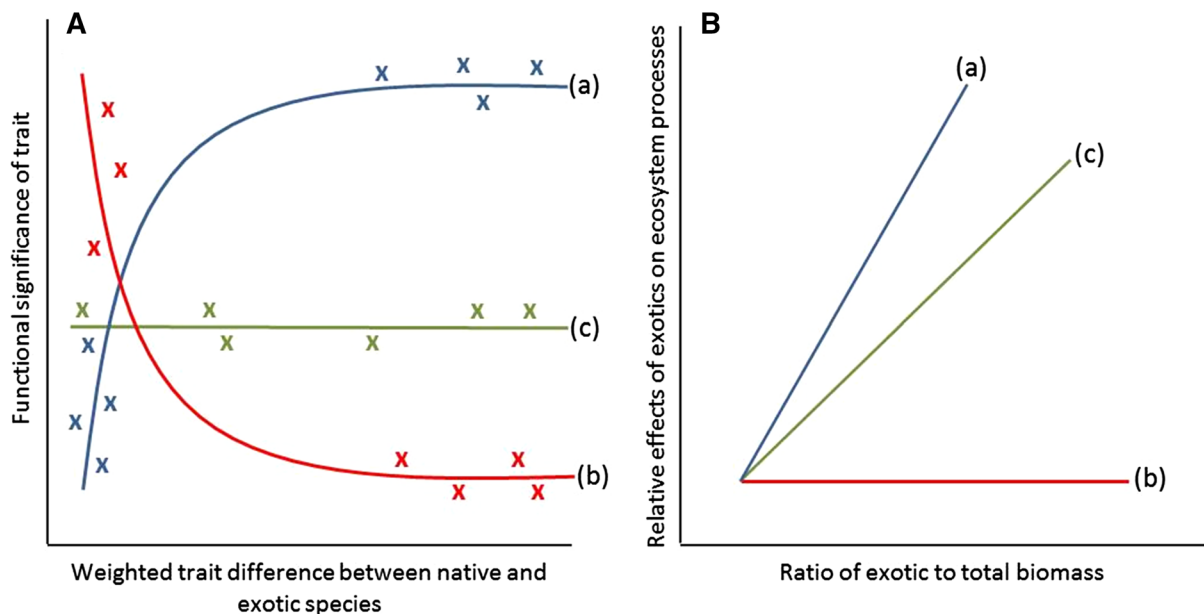 A
Functional significance of trait
(a)
(c)
(b)
X X X X
X X X X X X
X X X X
X X X
X X X X
Weighted trait difference between native and
exotic species
B
Relative effects of exotics on ecosystem processes
(a)
(c)
(b)
Ratio of exotic to total biomass